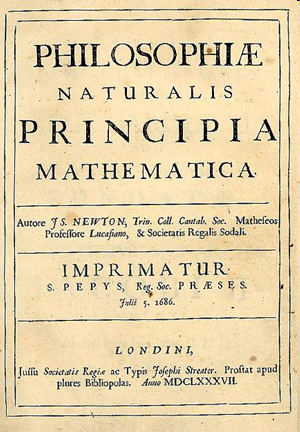 PHILOSOPHIÆ
NATURALIS
PRINCIPIA
MATHEMATICA.
Autore JS. NEWTON, Trin. Coll. Cantab. Soc. Matheseos
Professore Lucasiano, & Societatis Regalis Sodali.
IMPRIMATUR.
S. PEPYS, Reg. Soc. PRÆSES.
Julii 5. 1686.
LONDINI,
Jussu Societatis Regiæ ac Typis Josephi Streater. Prostat apud
plures Bibliopolas. Anno MDCLXXXVII.